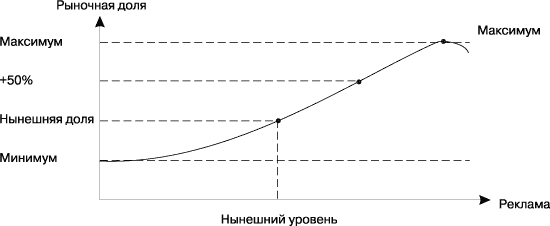 Рыночная доля
Максимум
Максимум
+50%
Нынешняя доля
Минимум
Реклама
Нынешний уровень